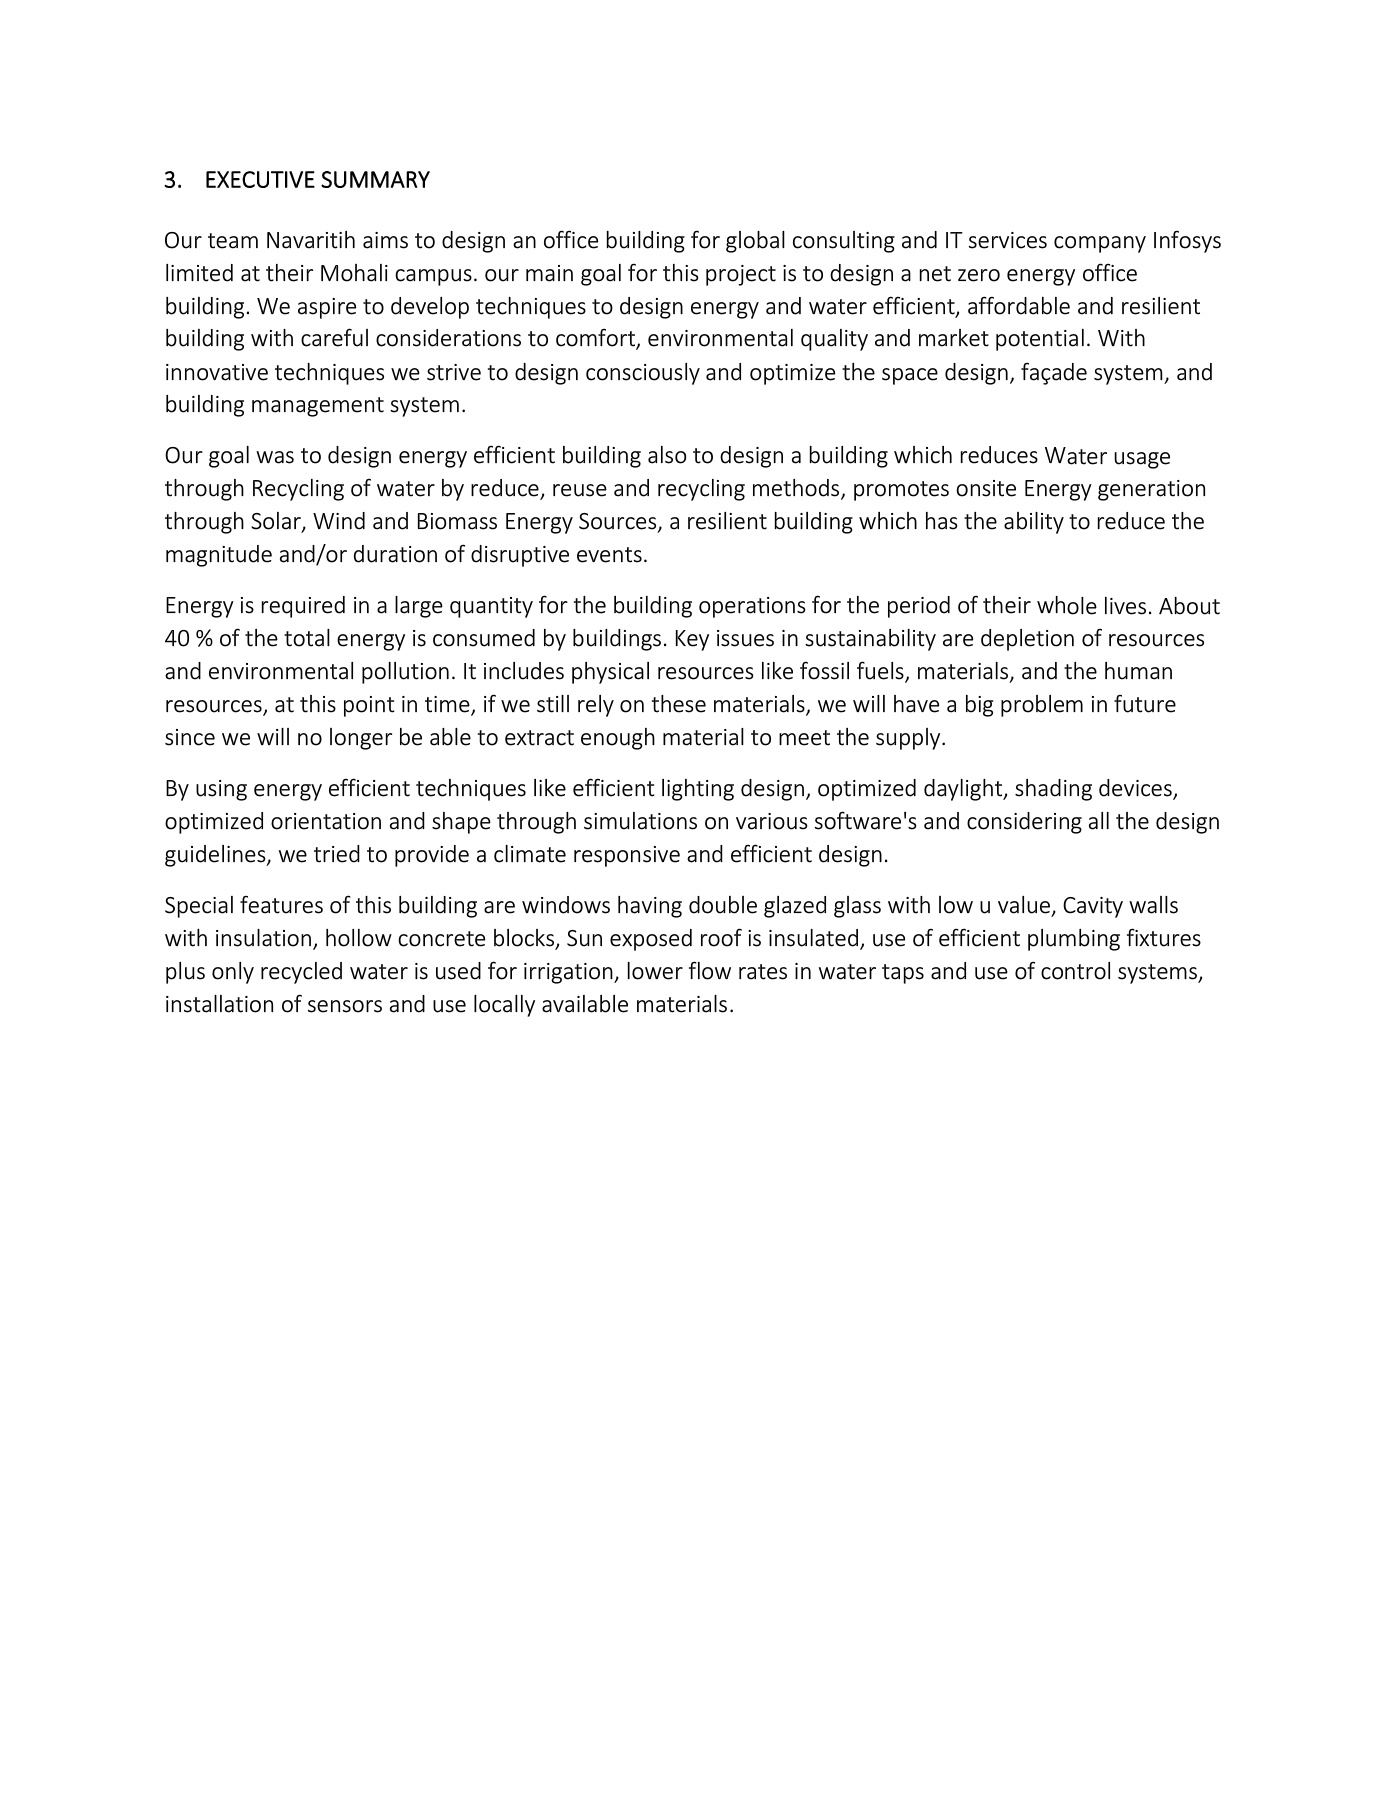 3. EXECUTIVE SUMMARY
Our team Navaritih aims to design an office building for global consulting and IT services company Infosys
limited at their Mohali campus. our main goal for this project is to design a net zero energy office
building. We aspire to develop techniques to design energy and water efficient, affordable and resilient
building with careful considerations to comfort, environmental quality and market potential. With
innovative techniques we strive to design consciously and optimize the space design, façade system, and
building management system.
Our goal was to design energy efficient building also to design a building which reduces Water usage
through Recycling of water by reduce, reuse and recycling methods, promotes onsite Energy generation
through Solar, Wind and Biomass Energy Sources, a resilient building which has the ability to reduce the
magnitude and/or duration of disruptive events.
Energy is required in a large quantity for the building operations for the period of their whole lives. About
40 % of the total energy is consumed by buildings. Key issues in sustainability are depletion of resources
and environmental pollution. It includes physical resources like fossil fuels, materials, and the human
resources, at this point in time, if we still rely on these materials, we will have a big problem in future
since we will no longer be able to extract enough material to meet the supply.
By using energy efficient techniques like efficient lighting design, optimized daylight, shading devices,
optimized orientation and shape through simulations on various software's and considering all the design
guidelines, we tried to provide a climate responsive and efficient design.
Special features of this building are windows having double glazed glass with low u value, Cavity walls
with insulation, hollow concrete blocks, Sun exposed roof is insulated, use of efficient plumbing fixtures
plus only recycled water is used for irrigation, lower flow rates in water taps and use of control systems,
installation of sensors and use locally available materials.